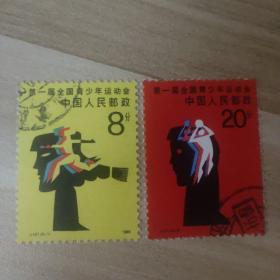 第一届全国青少年运动会
中国人民邮政
8分
1985
第一届全国青少年运动会
中国人民邮政
20分